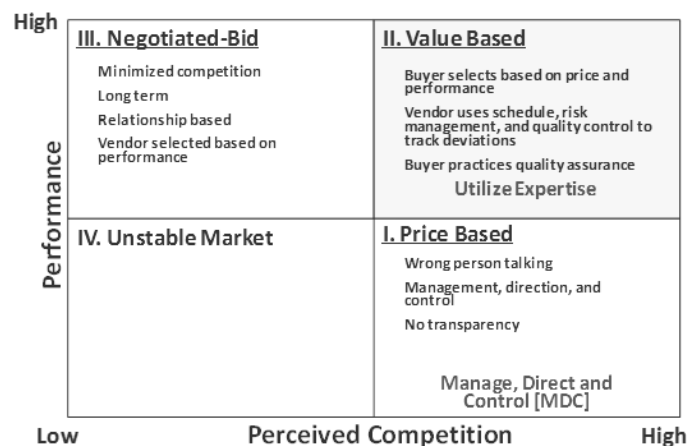 High
III. Negotiated-Bid
Minimized competition
Long term
Relationship based
Vendor selected based on
performance
II. Value Based
Buyer selects based on price and
performance
Vendor uses schedule, risk
management, and quality control to
track deviations
Buyer practices quality assurance
Utilize Expertise
Performance
IV. Unstable Market
I. Price Based
Wrong person talking
Management, direction, and
control
No transparency
Manage, Direct and
Control [MDC]
Low
Perceived Competition
High